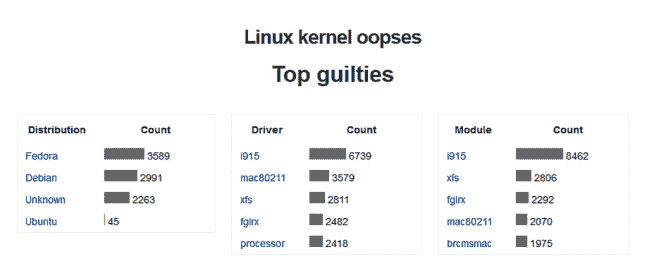 Linux kernel oopses
Top guilties
Distribution Count
Fedora 3589
Debian 2991
Unknown 2263
Ubuntu 45
Driver Count
i915 6739
mac80211 3579
xfs 2811
fglrx 2482
processor 2418
Module Count
i915 8462
xfs 2806
fglrx 2292
mac80211 2070
brcmsmac 1975